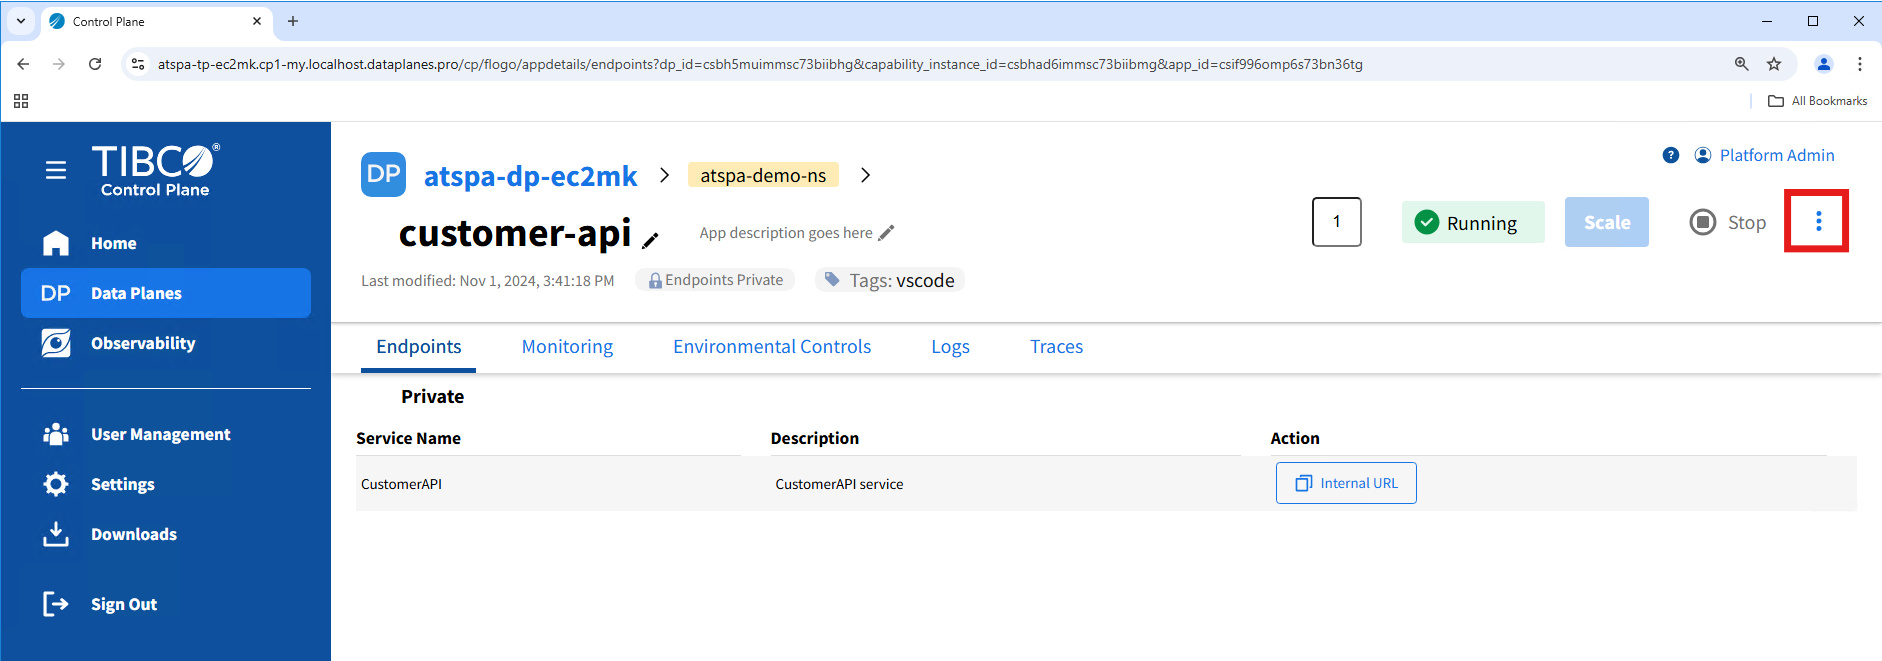 Control Plane
atspa-tp-ec2mk.cp1-my.localhost.dataplanes.pro/cp/flogo/appdetails/endpoints?dp_id=csbh5muimmsc73biibhg&capability_instance_id=csbhad6immsc73biibmg&app_id=csif996omp6s73bn36tg
All Bookmarks
TIBCO®
Control Plane
Home
DP Data Planes
Observability
User Management
Settings
Downloads
Sign Out
? Platform Admin
DP atspa-dp-ec2mk > atspa-demo-ns >
customer-api App description goes here
1 Running Scale Stop
Last modified: Nov 1, 2024, 3:41:18 PM Endpoints Private Tags: vscode
Endpoints Monitoring Environmental Controls Logs Traces
Private
Service Name Description Action
CustomerAPI CustomerAPI service Internal URL